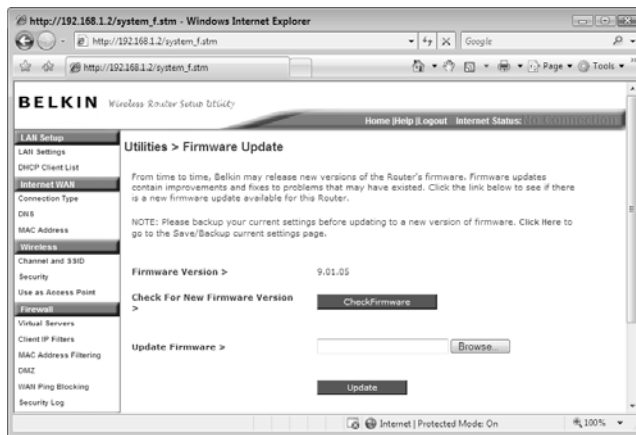 http://192.168.1.2/system_f.stm - Windows Internet Explorer
http://192.168.1.2/system_f.stm
Google
http://192.168.1.2/system_f.stm
Page
Tools
BELKIN Wireless Router Setup Utility
Home |Help |Logout Internet Status: No Connection
LAN Setup
LAN Settings
DHCP Client List
Internet WAN
Connection Type
DNS
MAC Address
Wireless
Channel and SSID
Security
Use as Access Point
Firewall
Virtual Servers
Client IP Filters
MAC Address Filtering
DMZ
WAN Ping Blocking
Security Log
Utilities > Firmware Update
From time to time, Belkin may release new versions of the Router's firmware. Firmware updates
contain improvements and fixes to problems that may have existed. Click the link below to see if there
is a new firmware update available for this Router.
NOTE: Please backup your current settings before updating to a new version of firmware. Click Here to
go to the Save/Backup current settings page.
Firmware Version > 9.01.05
Check For New Firmware Version
> CheckFirmware
Update Firmware > Browse...
Update
Internet | Protected Mode: On
100%